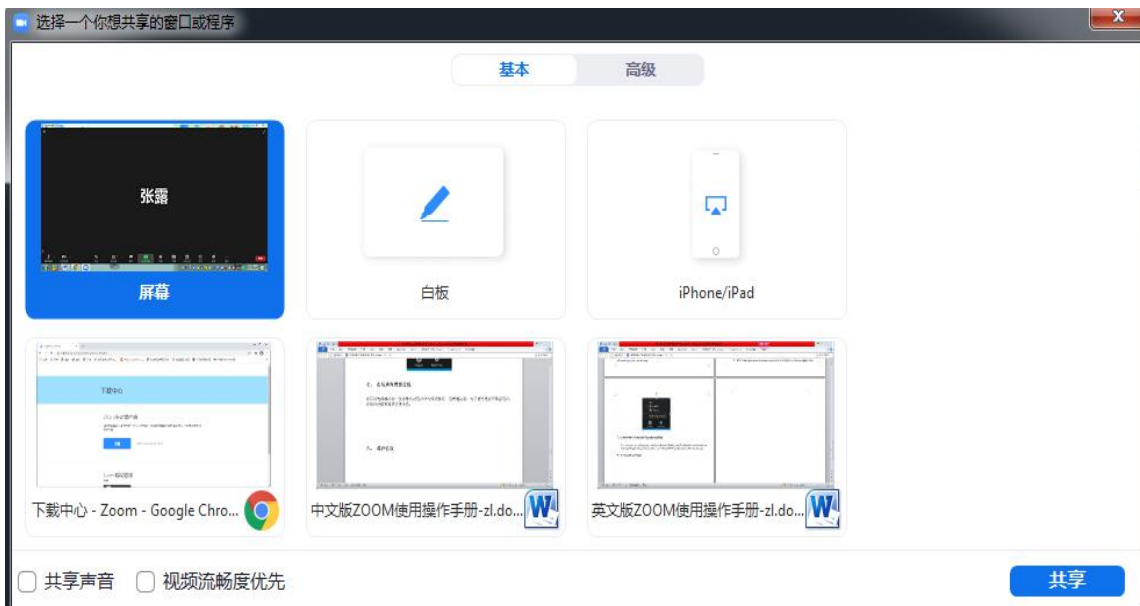 选择一个你想共享的窗口或程序
基本
高级
张露
屏幕
白板
iPhone/iPad
下载中心
下载中心 - Zoom - Google Chro...
中文版ZOOM使用操作手册-zl.do...
英文版ZOOM使用操作手册-zl.do...
共享声音
视频流畅度优先
共享